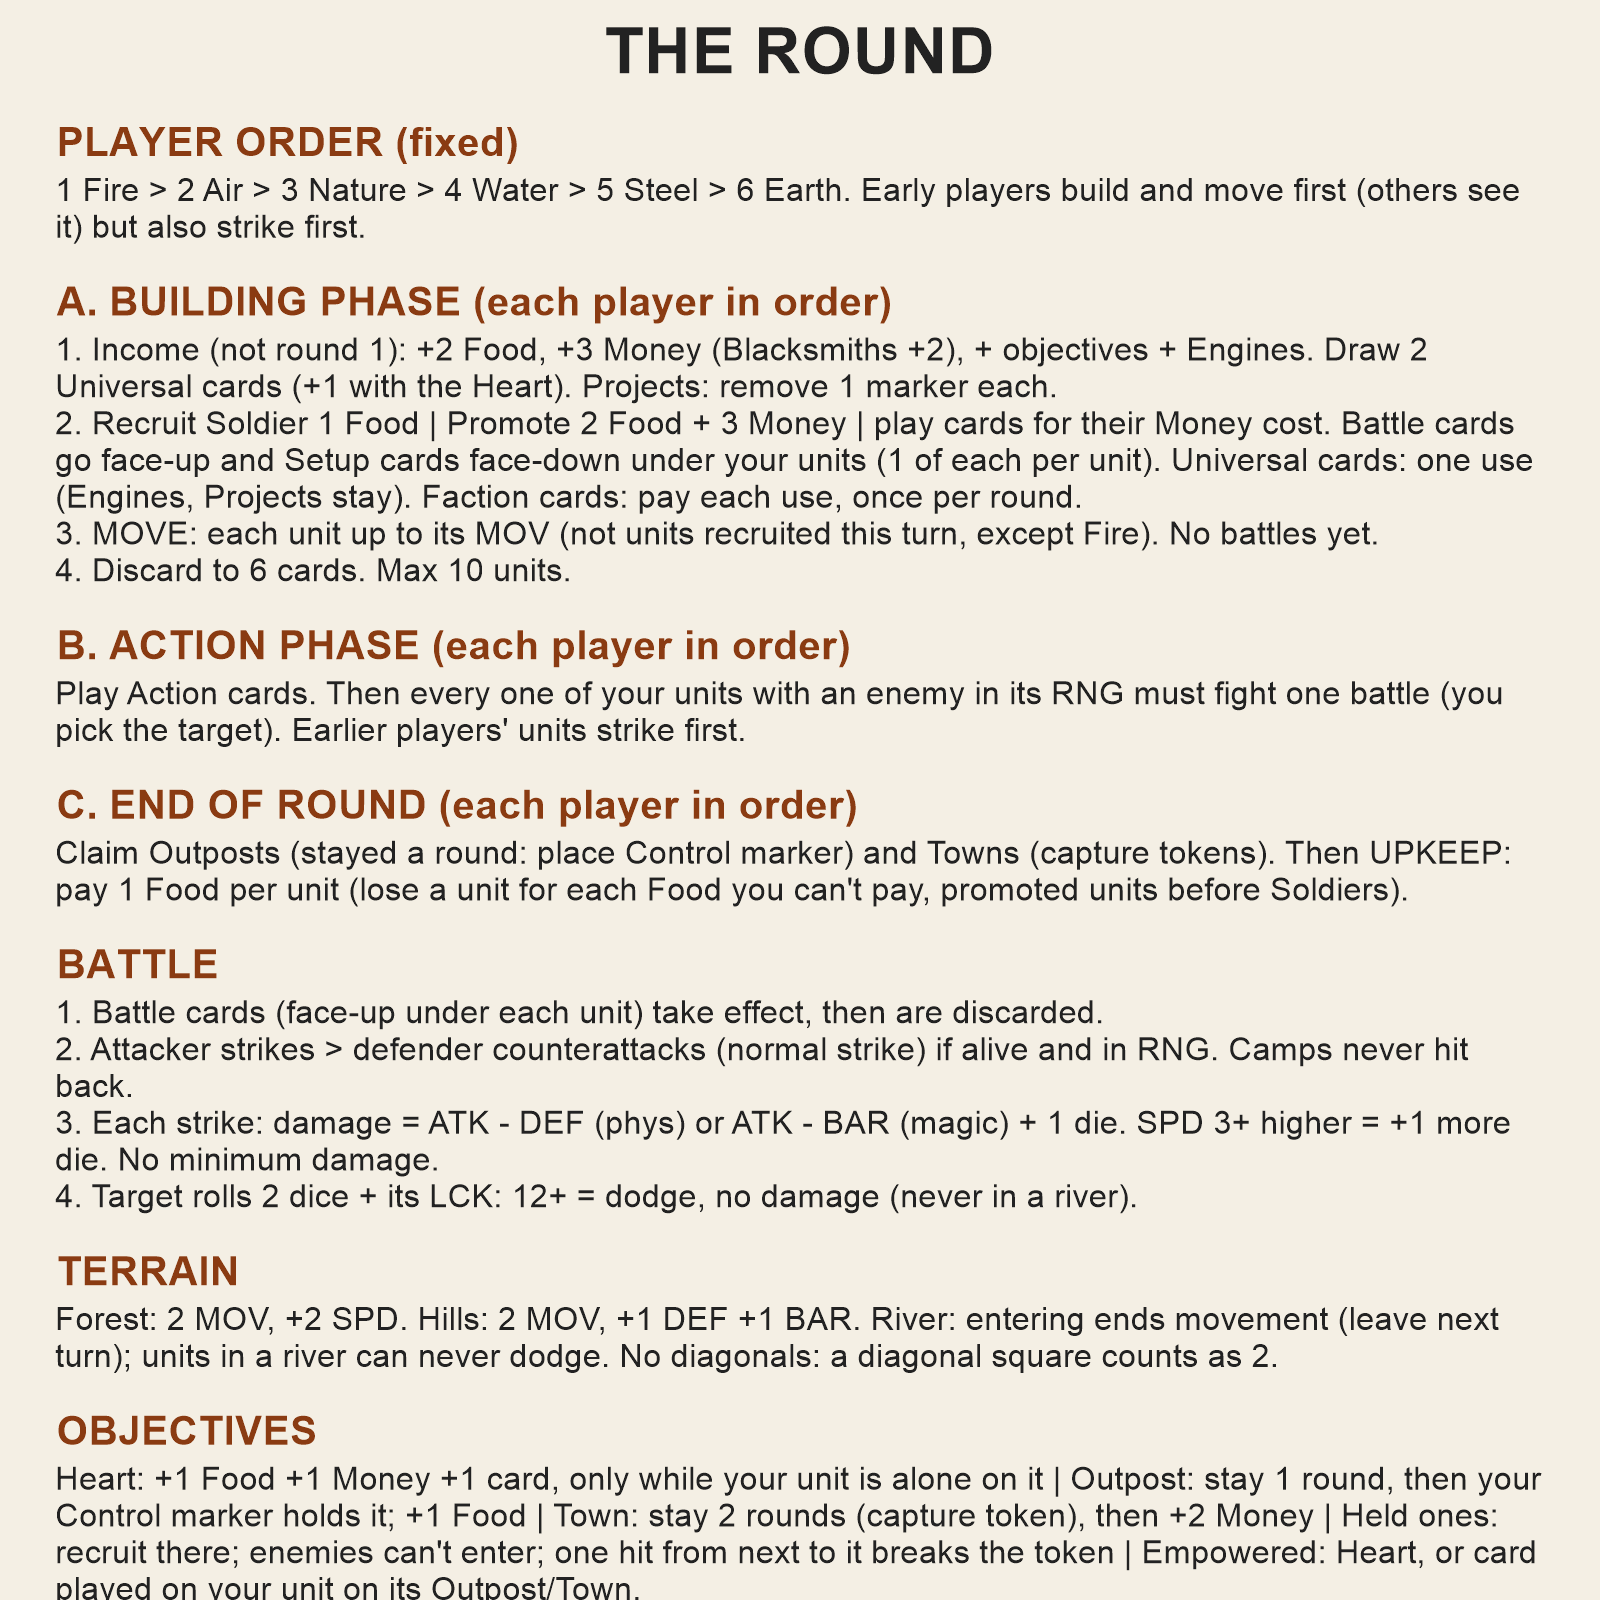 THE ROUND
PLAYER ORDER (fixed)
1 Fire > 2 Air > 3 Nature > 4 Water > 5 Steel > 6 Earth. Early players build and move first (others see
it) but also strike first.
A. BUILDING PHASE (each player in order)
1. Income (not round 1): +2 Food, +3 Money (Blacksmiths +2), + objectives + Engines. Draw 2
Universal cards (+1 with the Heart). Projects: remove 1 marker each.
2. Recruit Soldier 1 Food | Promote 2 Food + 3 Money | play cards for their Money cost. Battle cards
go face-up and Setup cards face-down under your units (1 of each per unit). Universal cards: one use
(Engines, Projects stay). Faction cards: pay each use, once per round.
3. MOVE: each unit up to its MOV (not units recruited this turn, except Fire). No battles yet.
4. Discard to 6 cards. Max 10 units.
B. ACTION PHASE (each player in order)
Play Action cards. Then every one of your units with an enemy in its RNG must fight one battle (you
pick the target). Earlier players' units strike first.
C. END OF ROUND (each player in order)
Claim Outposts (stayed a round: place Control marker) and Towns (capture tokens). Then UPKEEP:
pay 1 Food per unit (lose a unit for each Food you can't pay, promoted units before Soldiers).
BATTLE
1. Battle cards (face-up under each unit) take effect, then are discarded.
2. Attacker strikes > defender counterattacks (normal strike) if alive and in RNG. Camps never hit
back.
3. Each strike: damage = ATK - DEF (phys) or ATK - BAR (magic) + 1 die. SPD 3+ higher = +1 more
die. No minimum damage.
4. Target rolls 2 dice + its LCK: 12+ = dodge, no damage (never in a river).
TERRAIN
Forest: 2 MOV, +2 SPD. Hills: 2 MOV, +1 DEF +1 BAR. River: entering ends movement (leave next
turn); units in a river can never dodge. No diagonals: a diagonal square counts as 2.
OBJECTIVES
Heart: +1 Food +1 Money +1 card, only while your unit is alone on it | Outpost: stay 1 round, then your
Control marker holds it; +1 Food | Town: stay 2 rounds (capture token), then +2 Money | Held ones:
recruit there; enemies can't enter; one hit from next to it breaks the token | Empowered: Heart, or card
played on your unit on its Outpost/Town.